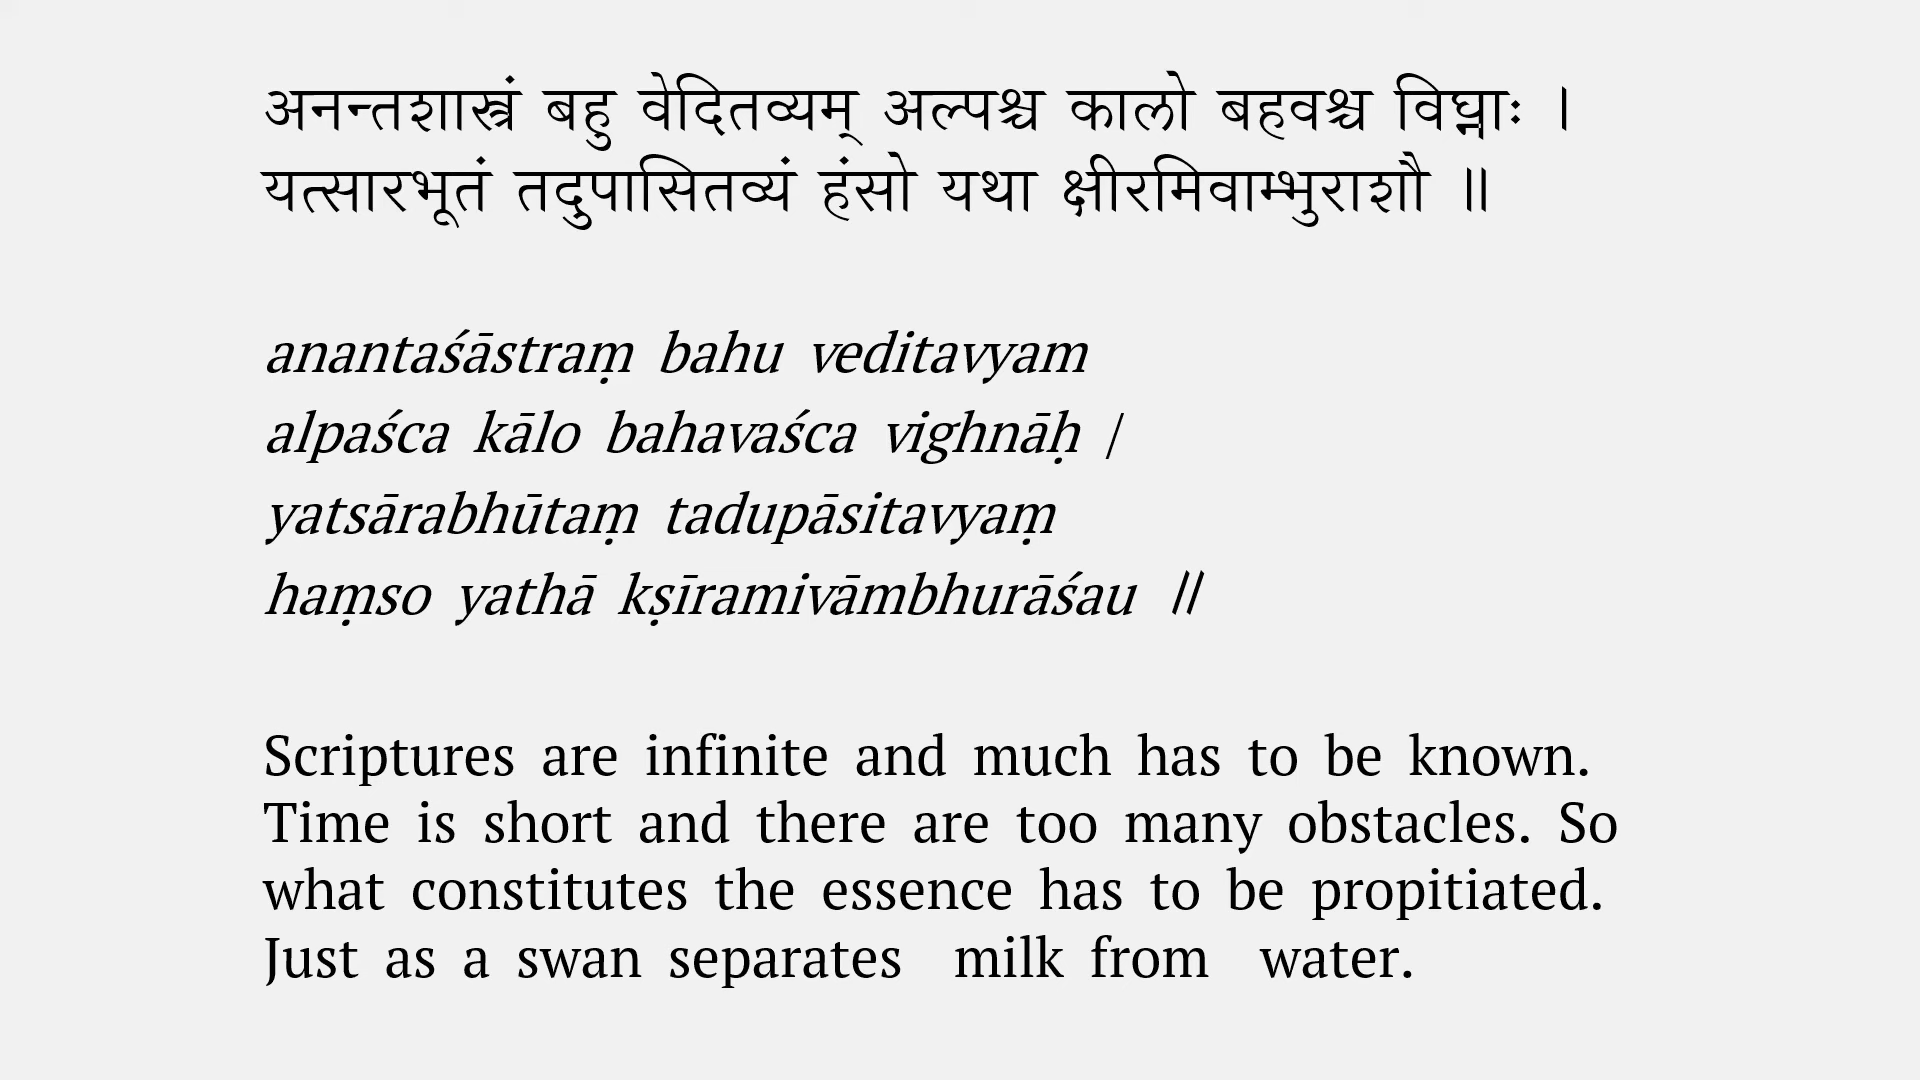 अनन्तशास्त्रं बहु वेदितव्यम् अल्पश्च कालो बहवश्च विघ्नाः ।
यत्सारभूतं तदुपासितव्यं हंसो यथा क्षीरमिवाम्भुराशौ ॥
anantaśāstraṃ bahu veditavyam
alpaśca kālo bahavaśca vighnāḥ |
yatsārabhūtaṃ tadupāsitavyaṃ
haṃso yathā kṣīramivāmbhurāśau ||
Scriptures are infinite and much has to be known.
Time is short and there are too many obstacles. So
what constitutes the essence has to be propitiated.
Just as a swan separates milk from water.